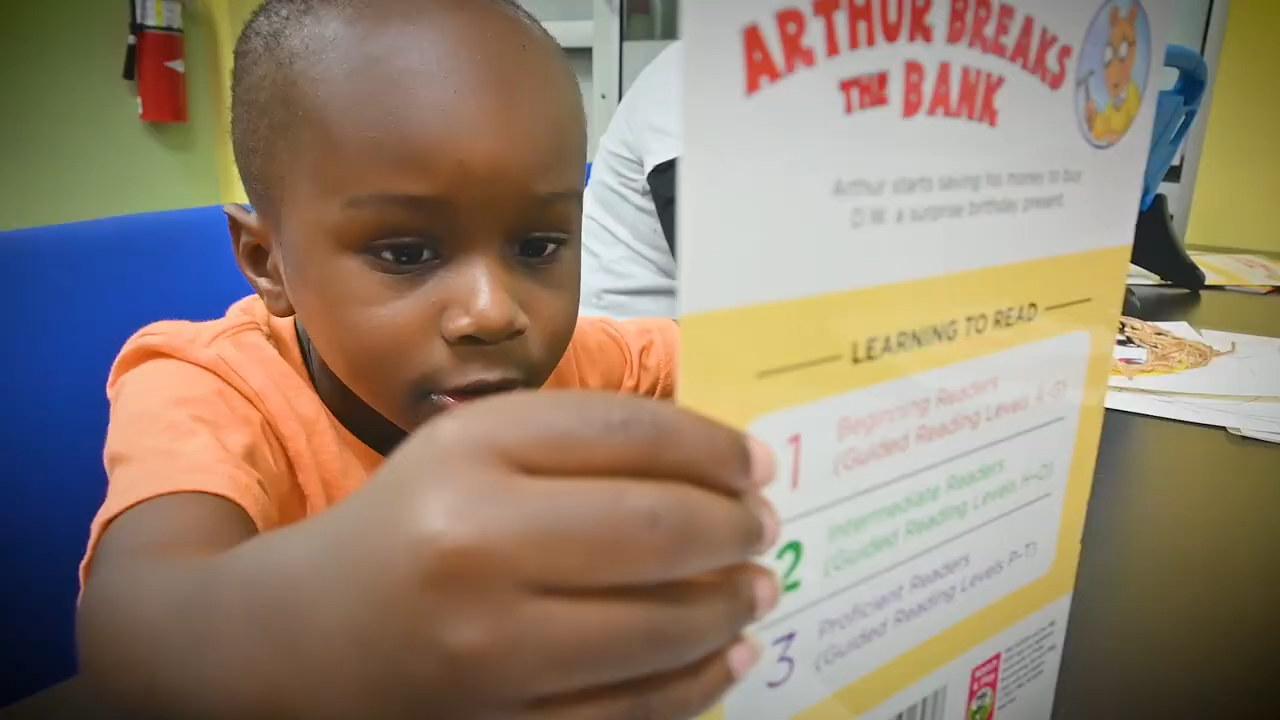 ARTHUR BREAKS
THE BANK
Arthur starts saving his money to buy
D.W. a surprise birthday present.
LEARNING TO READ
1
Beginning Readers
(Guided Reading Levels A–G)
2
Intermediate Readers
(Guided Reading Levels H–O)
3
Proficient Readers
(Guided Reading Levels P–T)